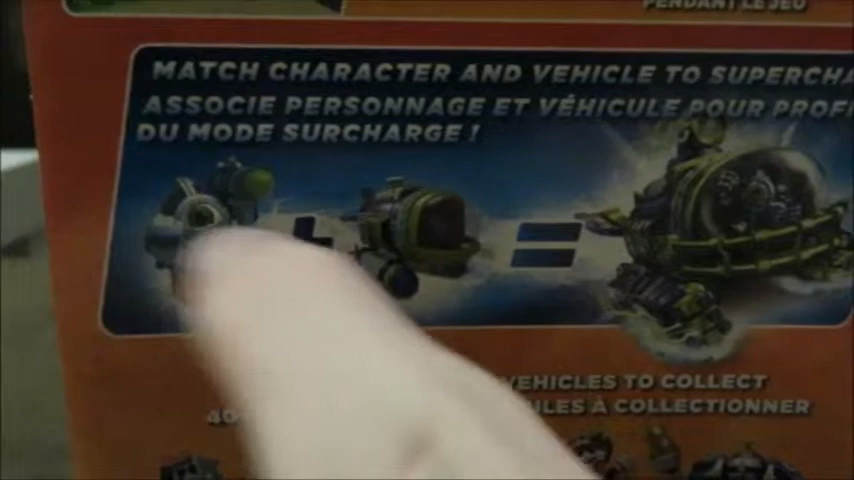 PENDANT LE JEU
MATCH CHARACTER AND VEHICLE TO SUPERCHA
ASSOCIE PERSONNAGE ET VÉHICULE POUR PROFI
DU MODE SURCHARGE !
VEHICLES TO COLLECT
À COLLECTIONNER